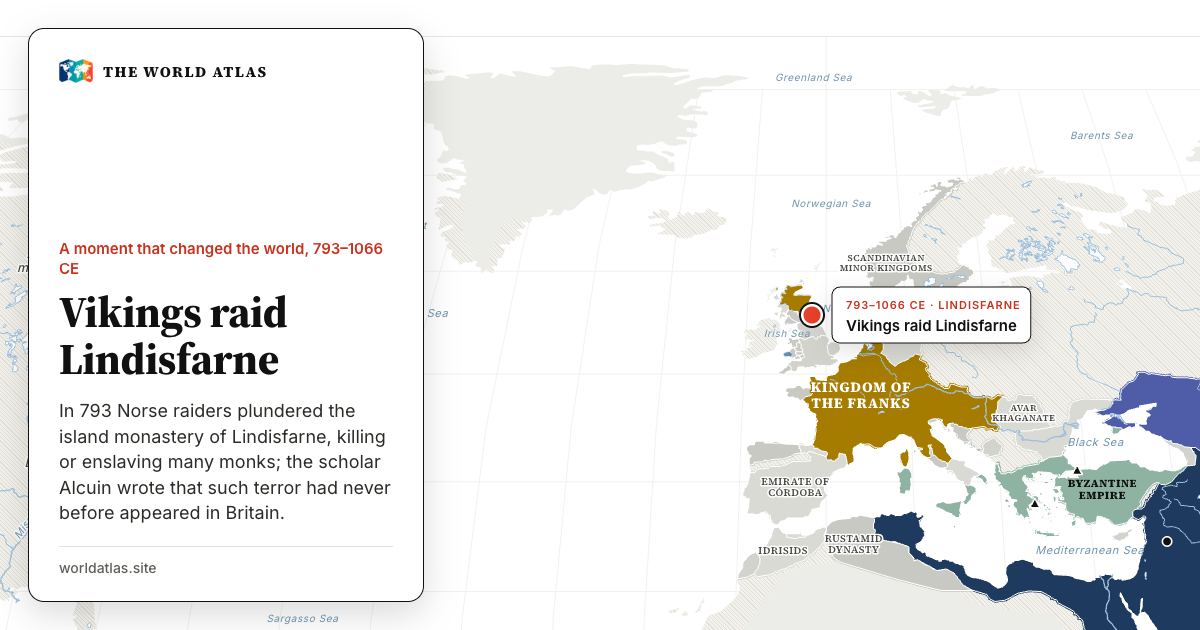 THE WORLD ATLAS
A moment that changed the world, 793–1066
CE
Vikings raid
Lindisfarne
In 793 Norse raiders plundered the
island monastery of Lindisfarne, killing
or enslaving many monks; the scholar
Alcuin wrote that such terror had never
before appeared in Britain.
worldatlas.site
Greenland Sea
Barents Sea
Norwegian Sea
SCANDINAVIAN
MINOR KINGDOMS
793–1066 CE · LINDISFARNE
Vikings raid Lindisfarne
Sea
Irish Sea
KINGDOM OF
THE FRANKS
AVAR
KHAGANATE
Black Sea
EMIRATE OF
CÓRDOBA
BYZANTINE
EMPIRE
IDRISIDS
RUSTAMID
DYNASTY
Mediterranean Sea
Sargasso Sea